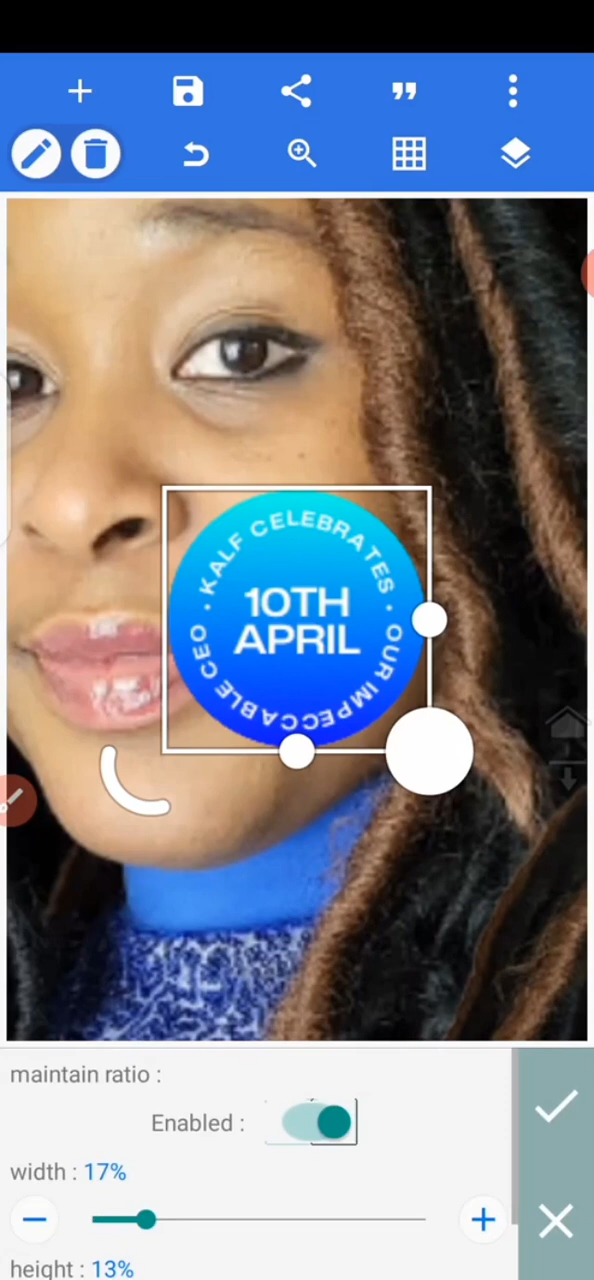 · KALF CELEBRATES ·
10TH
APRIL
OUR IMPECCABLE CEO
maintain ratio :
Enabled :
width : 17%
height : 13%